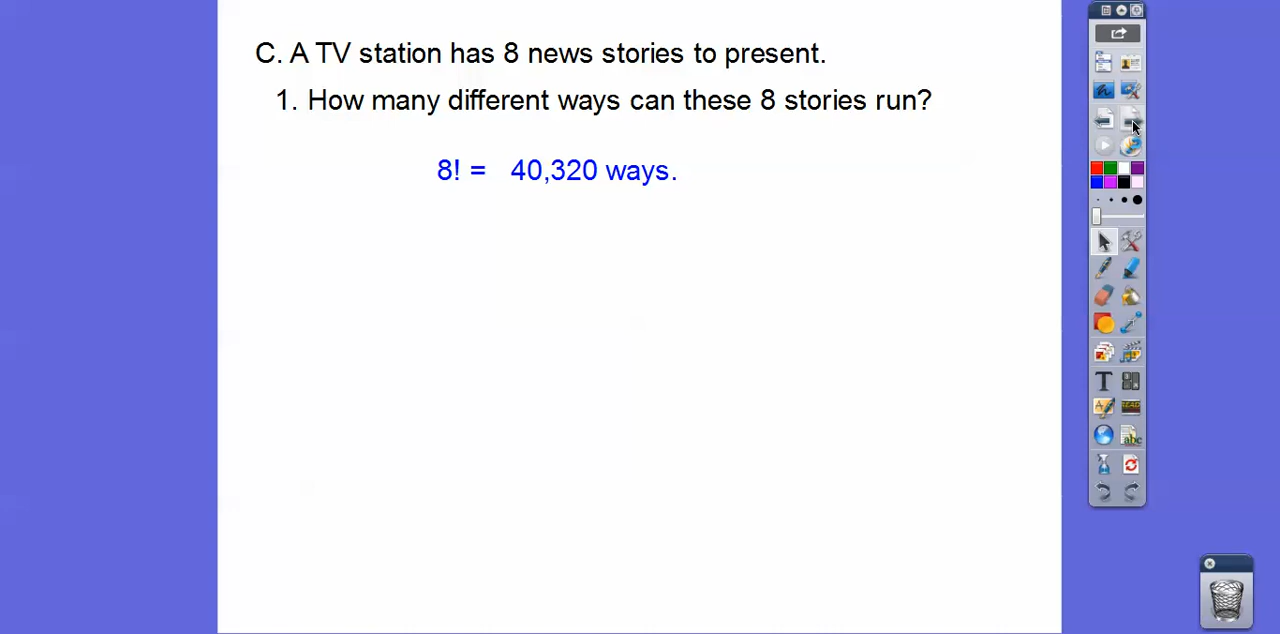 C. A TV station has 8 news stories to present.
1. How many different ways can these 8 stories run?
8! = 40,320 ways.